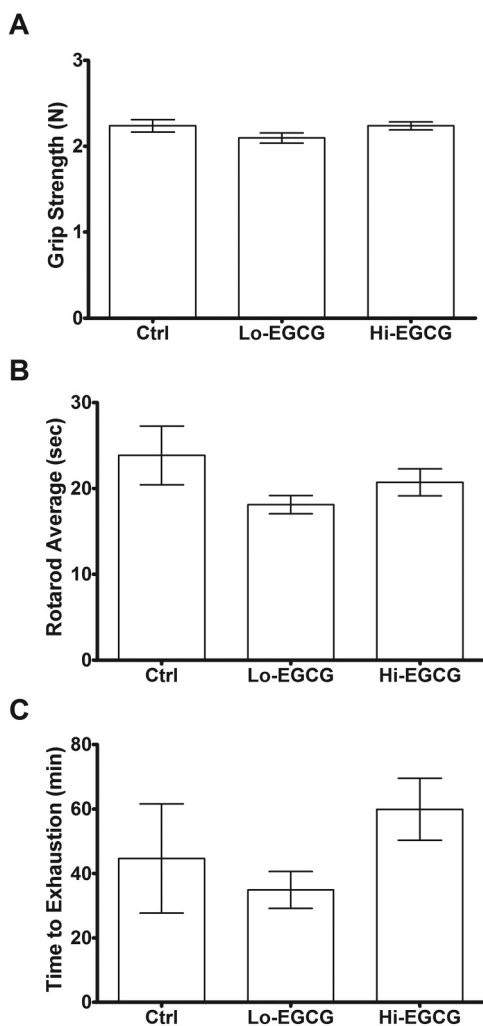 A
Grip Strength (N)
3
2
1
0
Ctrl Lo-EGCG Hi-EGCG
B
Rotarod Average (sec)
30
20
10
0
Ctrl Lo-EGCG Hi-EGCG
C
Time to Exhaustion (min)
80
60
40
20
0
Ctrl Lo-EGCG Hi-EGCG